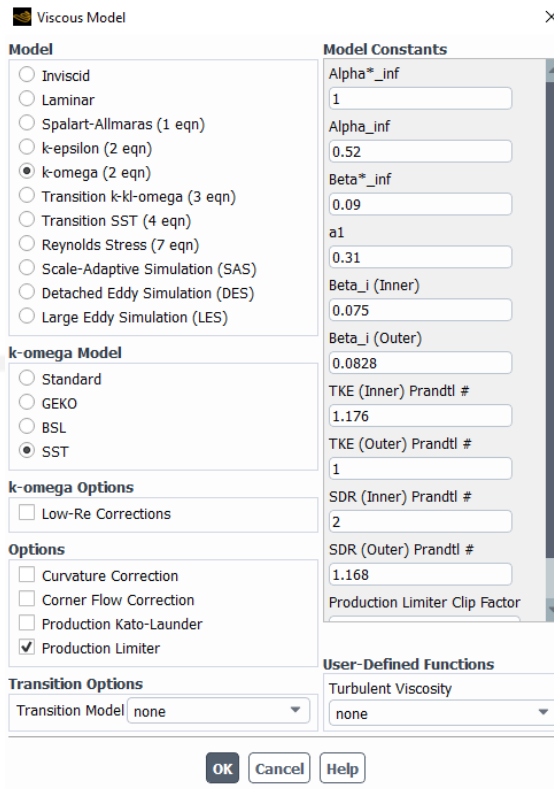 Viscous Model
Model
Inviscid
Laminar
Spalart-Allmaras (1 eqn)
k-epsilon (2 eqn)
k-omega (2 eqn)
Transition k-kl-omega (3 eqn)
Transition SST (4 eqn)
Reynolds Stress (7 eqn)
Scale-Adaptive Simulation (SAS)
Detached Eddy Simulation (DES)
Large Eddy Simulation (LES)
k-omega Model
Standard
GEKO
BSL
SST
k-omega Options
Low-Re Corrections
Options
Curvature Correction
Corner Flow Correction
Production Kato-Launder
Production Limiter
Transition Options
Transition Model none
Model Constants
Alpha*_inf
1
Alpha_inf
0.52
Beta*_inf
0.09
a1
0.31
Beta_i (Inner)
0.075
Beta_i (Outer)
0.0828
TKE (Inner) Prandtl #
1.176
TKE (Outer) Prandtl #
1
SDR (Inner) Prandtl #
2
SDR (Outer) Prandtl #
1.168
Production Limiter Clip Factor
User-Defined Functions
Turbulent Viscosity
none
OK Cancel Help